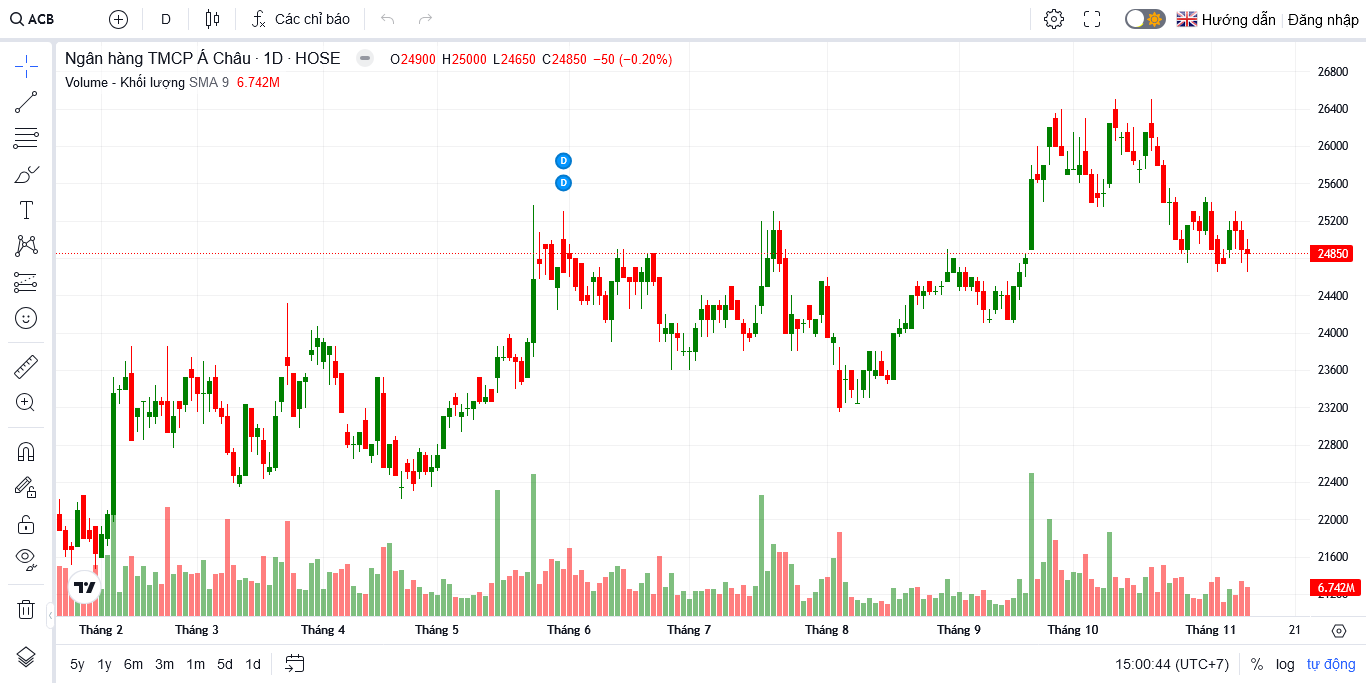 ACB D Các chỉ báo Hướng dẫn Đăng nhập
Ngân hàng TMCP Á Châu · 1D · HOSE O24900 H25000 L24650 C24850 −50 (−0.20%)
Volume - Khối lượng SMA 9 6.742M
26800
26400
26000
25600
25200
24850
24400
24000
23600
23200
22800
22400
22000
21600
6.742M
D
D
Tháng 2 Tháng 3 Tháng 4 Tháng 5 Tháng 6 Tháng 7 Tháng 8 Tháng 9 Tháng 10 Tháng 11 21
5y 1y 6m 3m 1m 5d 1d 15:00:44 (UTC+7) % log tự động